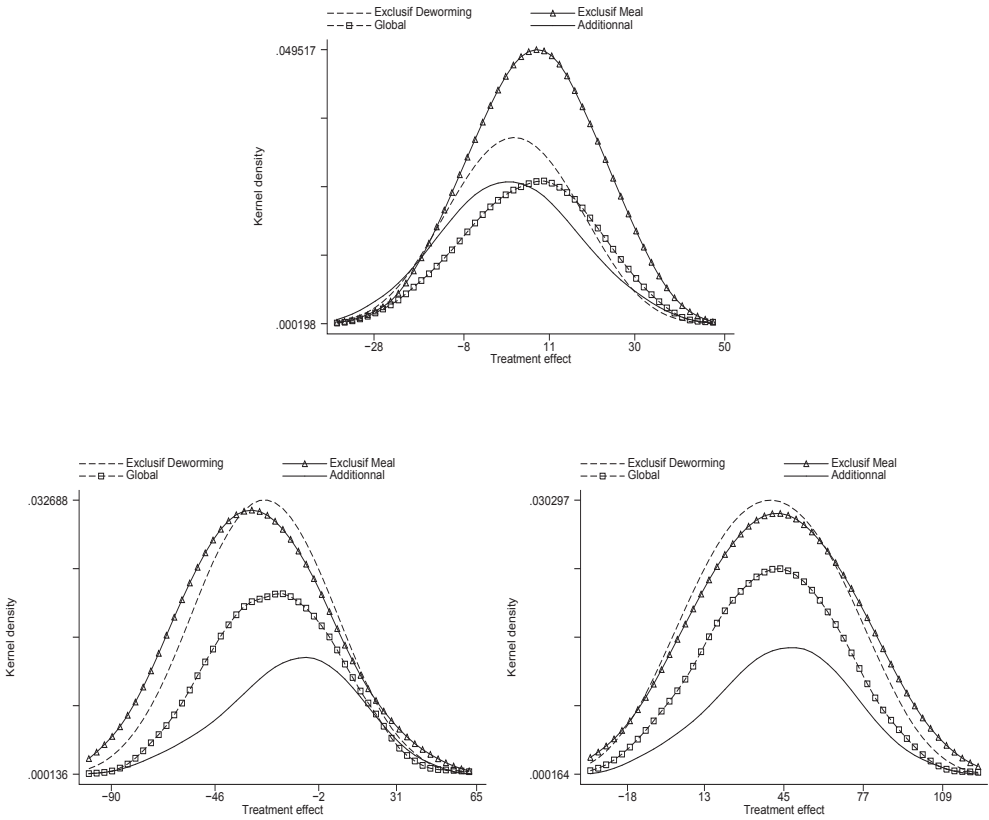 Exclusif Deworming Exclusif Meal
Global Additionnal
.049517
Kernel density
.000198
−28 −8 11 30 50
Treatment effect
Exclusif Deworming Exclusif Meal
Global Additionnal
.032688
Kernel density
.000136
−90 −46 −2 31 65
Treatment effect
Exclusif Deworming Exclusif Meal
Global Additionnal
.030297
Kernel density
.000164
−18 13 45 77 109
Treatment effect